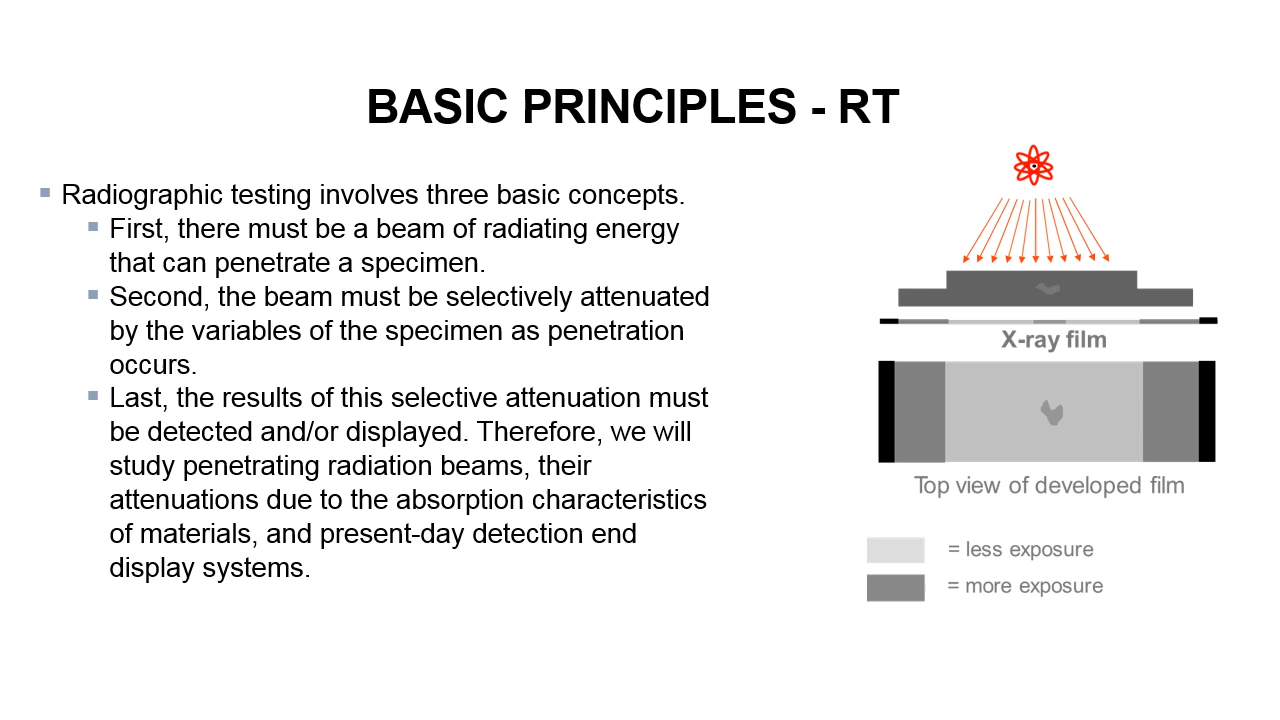 BASIC PRINCIPLES - RT
Radiographic testing involves three basic concepts.
First, there must be a beam of radiating energy
that can penetrate a specimen.
Second, the beam must be selectively attenuated
by the variables of the specimen as penetration
occurs.
Last, the results of this selective attenuation must
be detected and/or displayed. Therefore, we will
study penetrating radiation beams, their
attenuations due to the absorption characteristics
of materials, and present-day detection end
display systems.
X-ray film
Top view of developed film
= less exposure
= more exposure